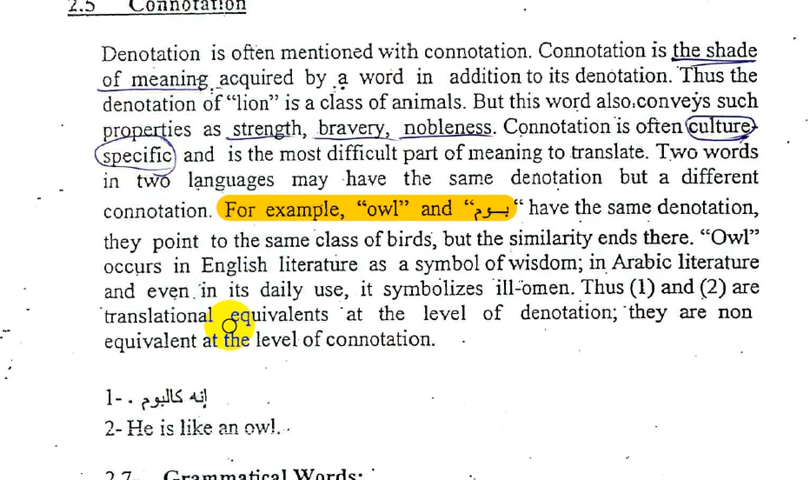 2.5 Connotation
Denotation is often mentioned with connotation. Connotation is the shade
of meaning acquired by a word in addition to its denotation. Thus the
denotation of "lion" is a class of animals. But this word also conveys such
properties as strength, bravery, nobleness. Connotation is often culture-
specific and is the most difficult part of meaning to translate. Two words
in two languages may have the same denotation but a different
connotation. For example, "owl" and "بـوم" have the same denotation,
they point to the same class of birds, but the similarity ends there. "Owl"
occurs in English literature as a symbol of wisdom; in Arabic literature
and even in its daily use, it symbolizes ill-omen. Thus (1) and (2) are
translational equivalents at the level of denotation; they are non
equivalent at the level of connotation.
1- إنه كالبوم .
2- He is like an owl.
2.7- Grammatical Words: